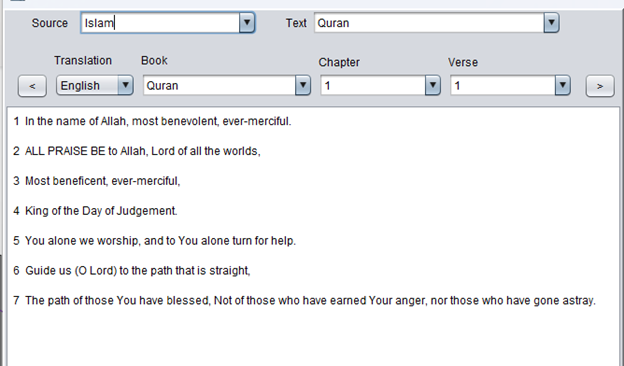 Source Islam Text Quran
Translation Book Chapter Verse
< English Quran 1 1 >
1 In the name of Allah, most benevolent, ever-merciful.
2 ALL PRAISE BE to Allah, Lord of all the worlds,
3 Most beneficent, ever-merciful,
4 King of the Day of Judgement.
5 You alone we worship, and to You alone turn for help.
6 Guide us (O Lord) to the path that is straight,
7 The path of those You have blessed, Not of those who have earned Your anger, nor those who have gone astray.